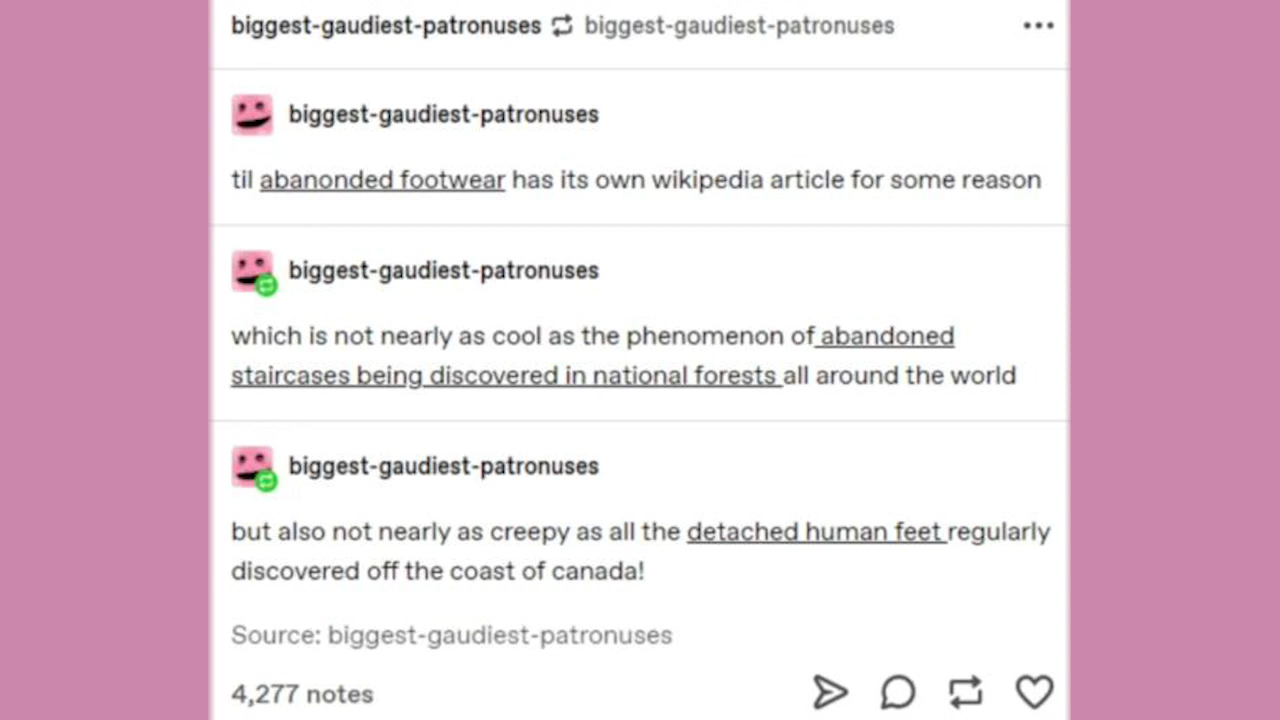 biggest-gaudiest-patronuses biggest-gaudiest-patronuses
biggest-gaudiest-patronuses
til abanonded footwear has its own wikipedia article for some reason
biggest-gaudiest-patronuses
which is not nearly as cool as the phenomenon of abandoned
staircases being discovered in national forests all around the world
biggest-gaudiest-patronuses
but also not nearly as creepy as all the detached human feet regularly
discovered off the coast of canada!
Source: biggest-gaudiest-patronuses
4,277 notes